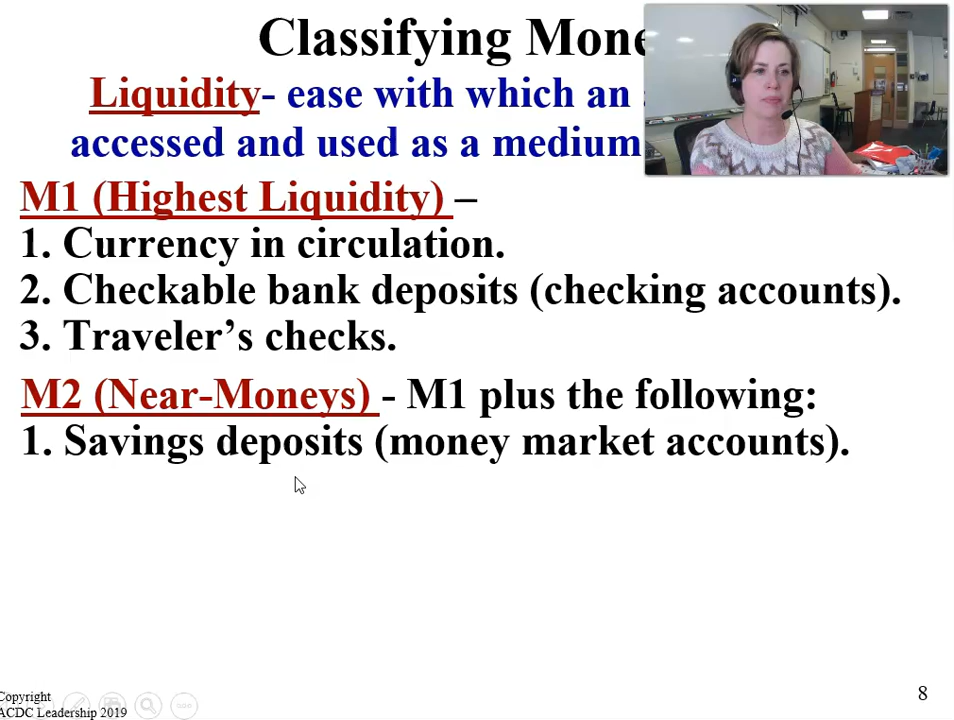 Classifying Mone
Liquidity- ease with which an
accessed and used as a medium
M1 (Highest Liquidity) –
1. Currency in circulation.
2. Checkable bank deposits (checking accounts).
3. Traveler’s checks.
M2 (Near-Moneys) - M1 plus the following:
1. Savings deposits (money market accounts).
Copyright
ACDC Leadership 2019
8